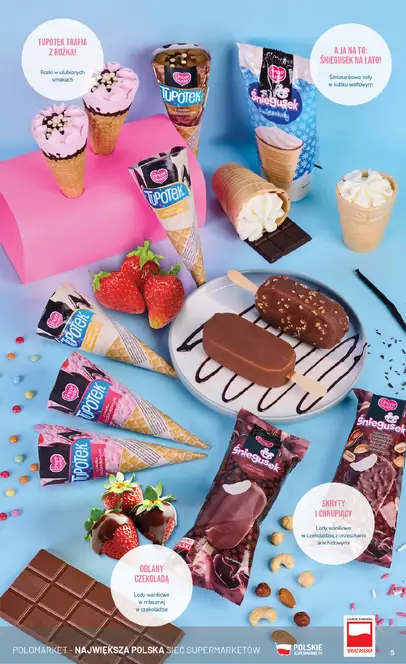 TUPOTEK TRAFIA
Z ROŻKA!
Rożki w ulubionych
smakach
A JA NA TO:
ŚNIEGUSEK NA LATO!
Śmietankowe lody
w kubku waflowym
TUPOTEK
Śniegusek
śmietankowy
TUPOTEK
TUPOTEK
TUPOTEK
TUPOTEK
Śniegusek
Śniegusek
SKRYTY
I CHRUPIĄCY
Lody waniliowe
w czekoladzie z orzeszkami
arachidowymi
OBLANY
CZEKOLADĄ
Lody waniliowe
w mlecznej
w czekoladzie
POLOMARKET - NAJWIĘKSZA POLSKA SIEĆ SUPERMARKETÓW
POLSKIE
SUPERMARKETY
TERAZ POLSKA
5